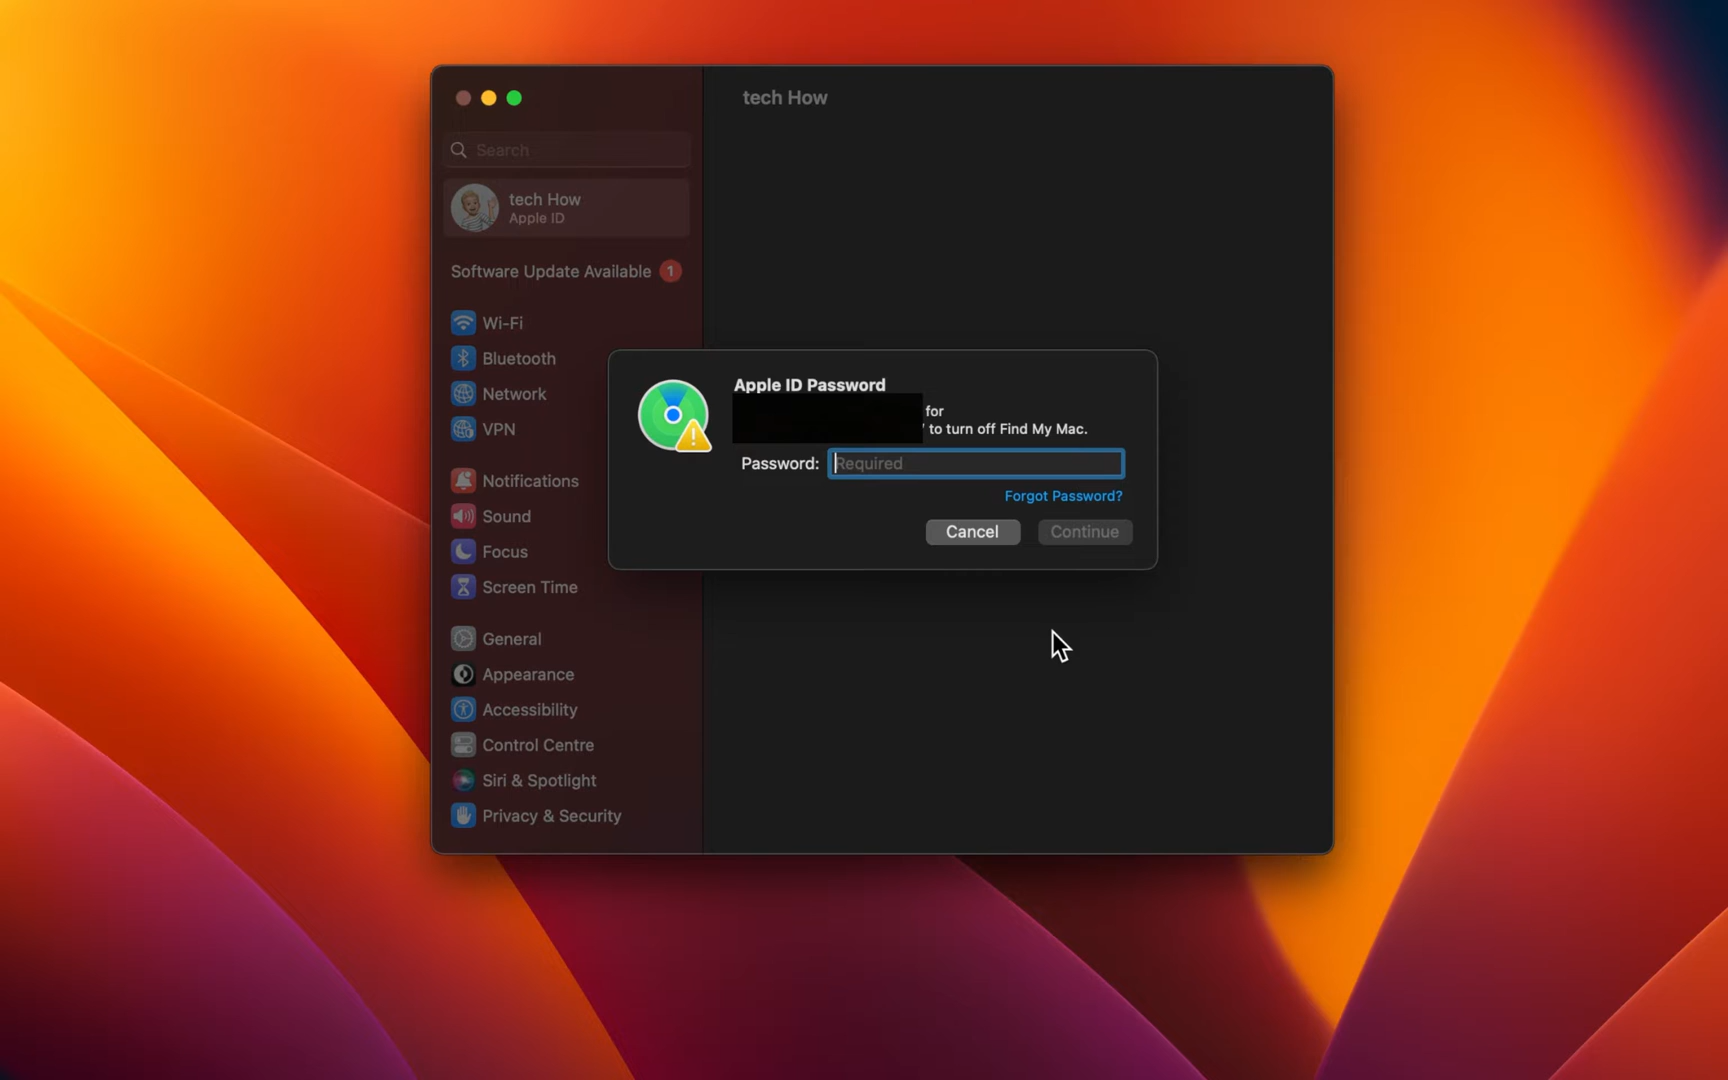 tech How
Search
tech How
Apple ID
Software Update Available 1
Wi-Fi
Bluetooth
Network
VPN
Notifications
Sound
Focus
Screen Time
General
Appearance
Accessibility
Control Centre
Siri & Spotlight
Privacy & Security
Apple ID Password
for
to turn off Find My Mac.
Password: Required
Forgot Password?
Cancel Continue